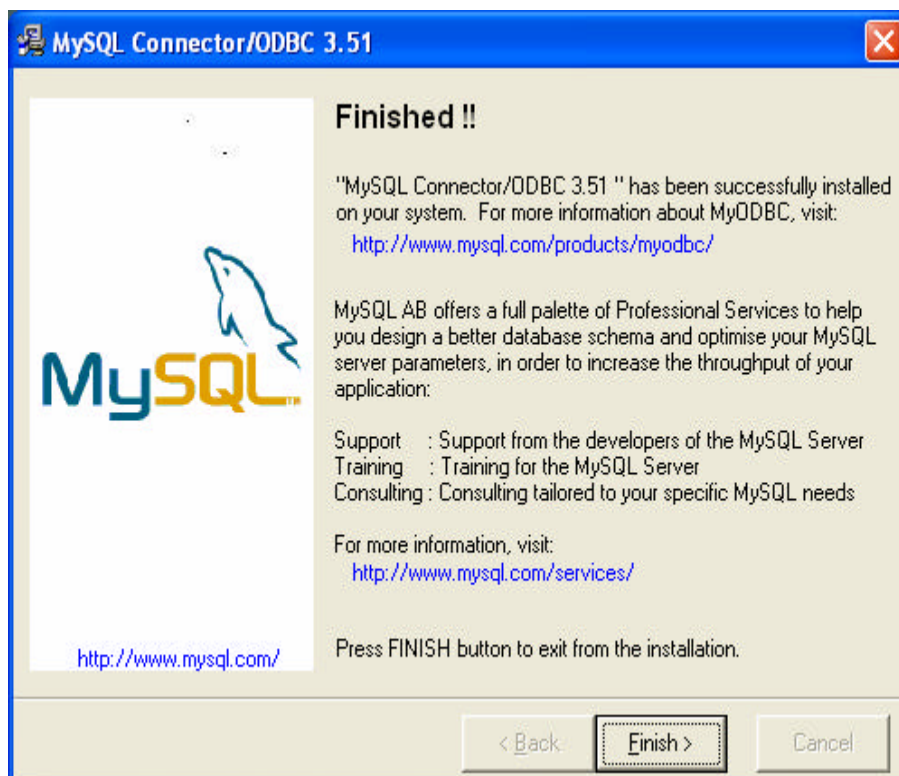 MySQL Connector/ODBC 3.51
Finished !!
"MySQL Connector/ODBC 3.51 " has been successfully installed
on your system. For more information about MyODBC, visit:
http://www.mysql.com/products/myodbc/
MySQL AB offers a full palette of Professional Services to help
you design a better database schema and optimise your MySQL
server parameters, in order to increase the throughput of your
application:
Support : Support from the developers of the MySQL Server
Training : Training for the MySQL Server
Consulting : Consulting tailored to your specific MySQL needs
For more information, visit:
http://www.mysql.com/services/
Press FINISH button to exit from the installation.
MySQL™
http://www.mysql.com/
< Back
Finish >
Cancel